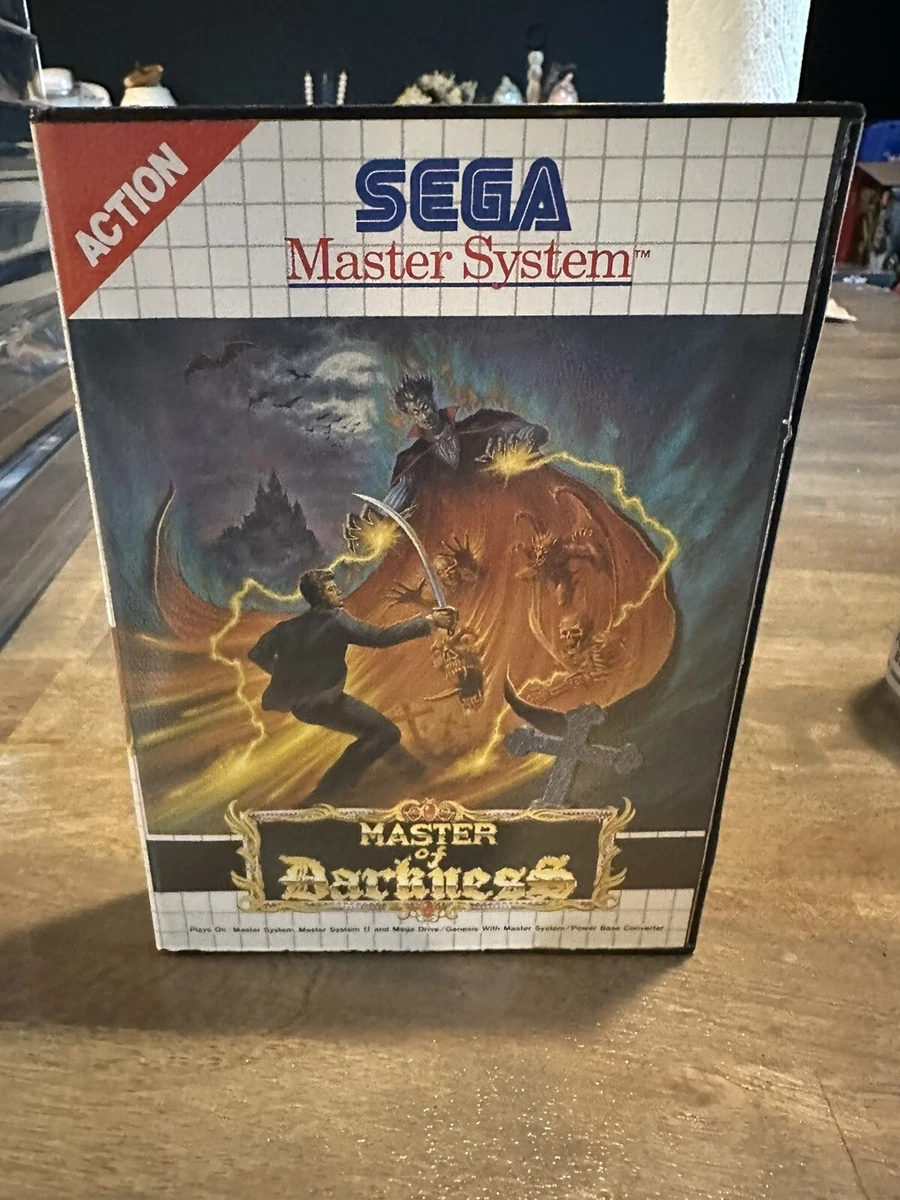 ACTION
SEGA
Master System™
MASTER
of
Darkness
Plays On: Master System, Master System II and Mega Drive/Genesis With Master System/Power Base Converter